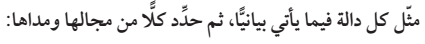 مثّل كل دالة فيما يأتي بيانيًّا، ثم حدِّد كلًّا من مجالها ومداها: